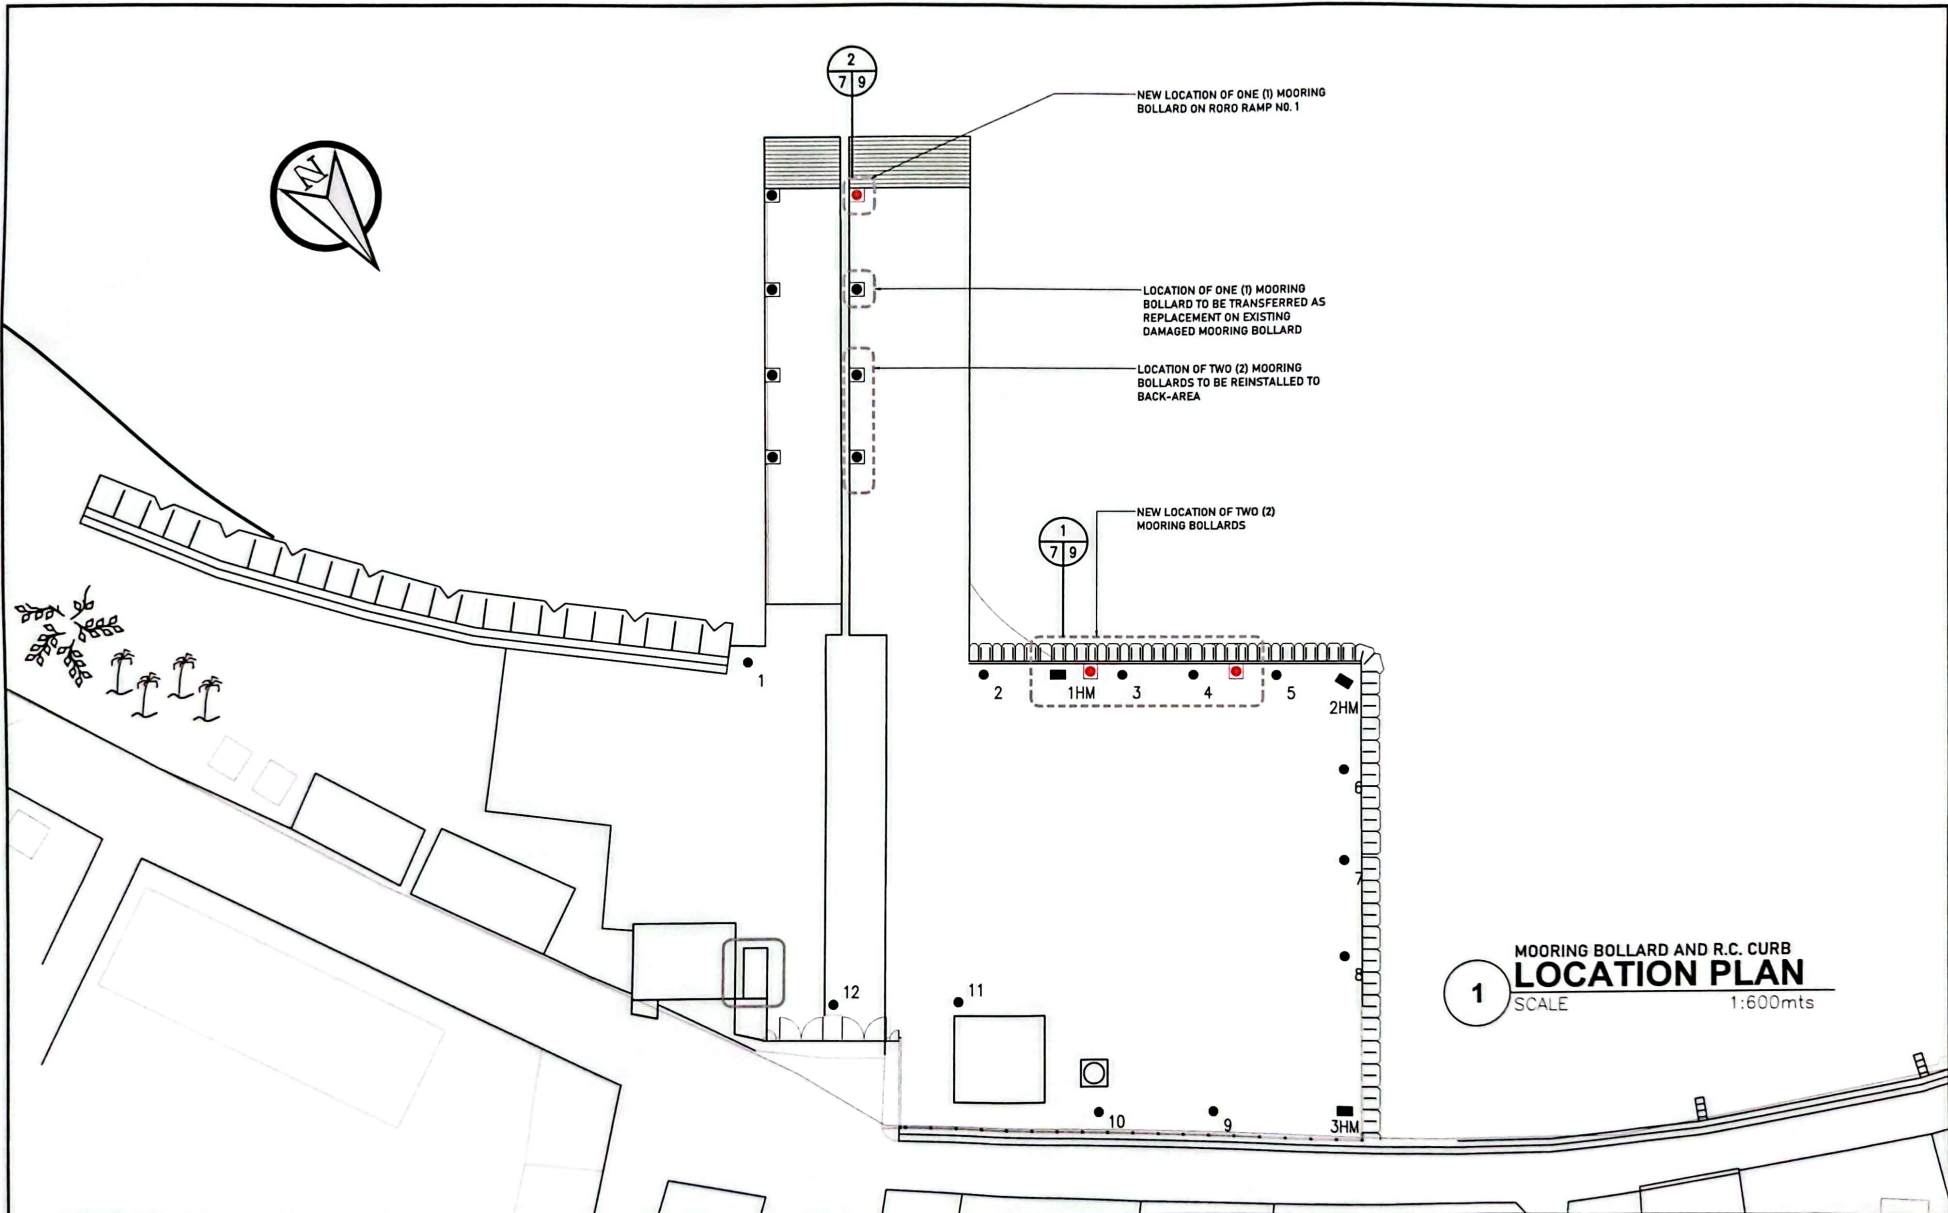 2
7 9
NEW LOCATION OF ONE (1) MOORING
BOLLARD ON RORO RAMP NO. 1
N
LOCATION OF ONE (1) MOORING
BOLLARD TO BE TRANSFERRED AS
REPLACEMENT ON EXISTING
DAMAGED MOORING BOLLARD
LOCATION OF TWO (2) MOORING
BOLLARDS TO BE REINSTALLED TO
BACK-AREA
NEW LOCATION OF TWO (2)
MOORING BOLLARDS
1
7 9
1
2
1HM
3
4
5
2HM
6
7
8
MOORING BOLLARD AND R.C. CURB
1 LOCATION PLAN
SCALE 1:600mts
12
11
10
9
3HM